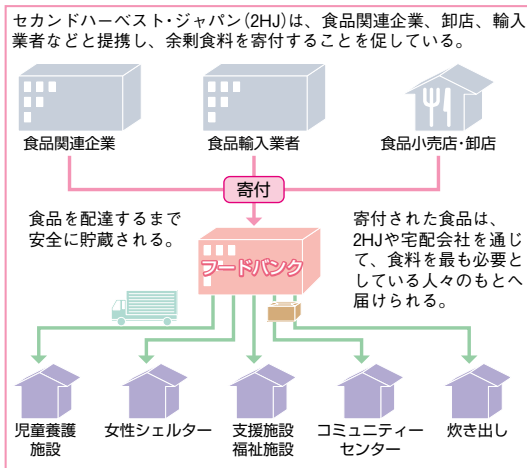 セカンドハーベスト・ジャパン(2HJ)は、食品関連企業、卸店、輸入
業者などと提携し、余剰食料を寄付することを促している。
食品関連企業
食品輸入業者
食品小売店・卸店
寄付
食品を配達するまで
安全に貯蔵される。
寄付された食品は、
2HJや宅配会社を通じ
て、食料を最も必要と
している人々のもとへ
届けられる。
フードバンク
児童養護
施設
女性シェルター
支援施設
福祉施設
コミュニティー
センター
炊き出し